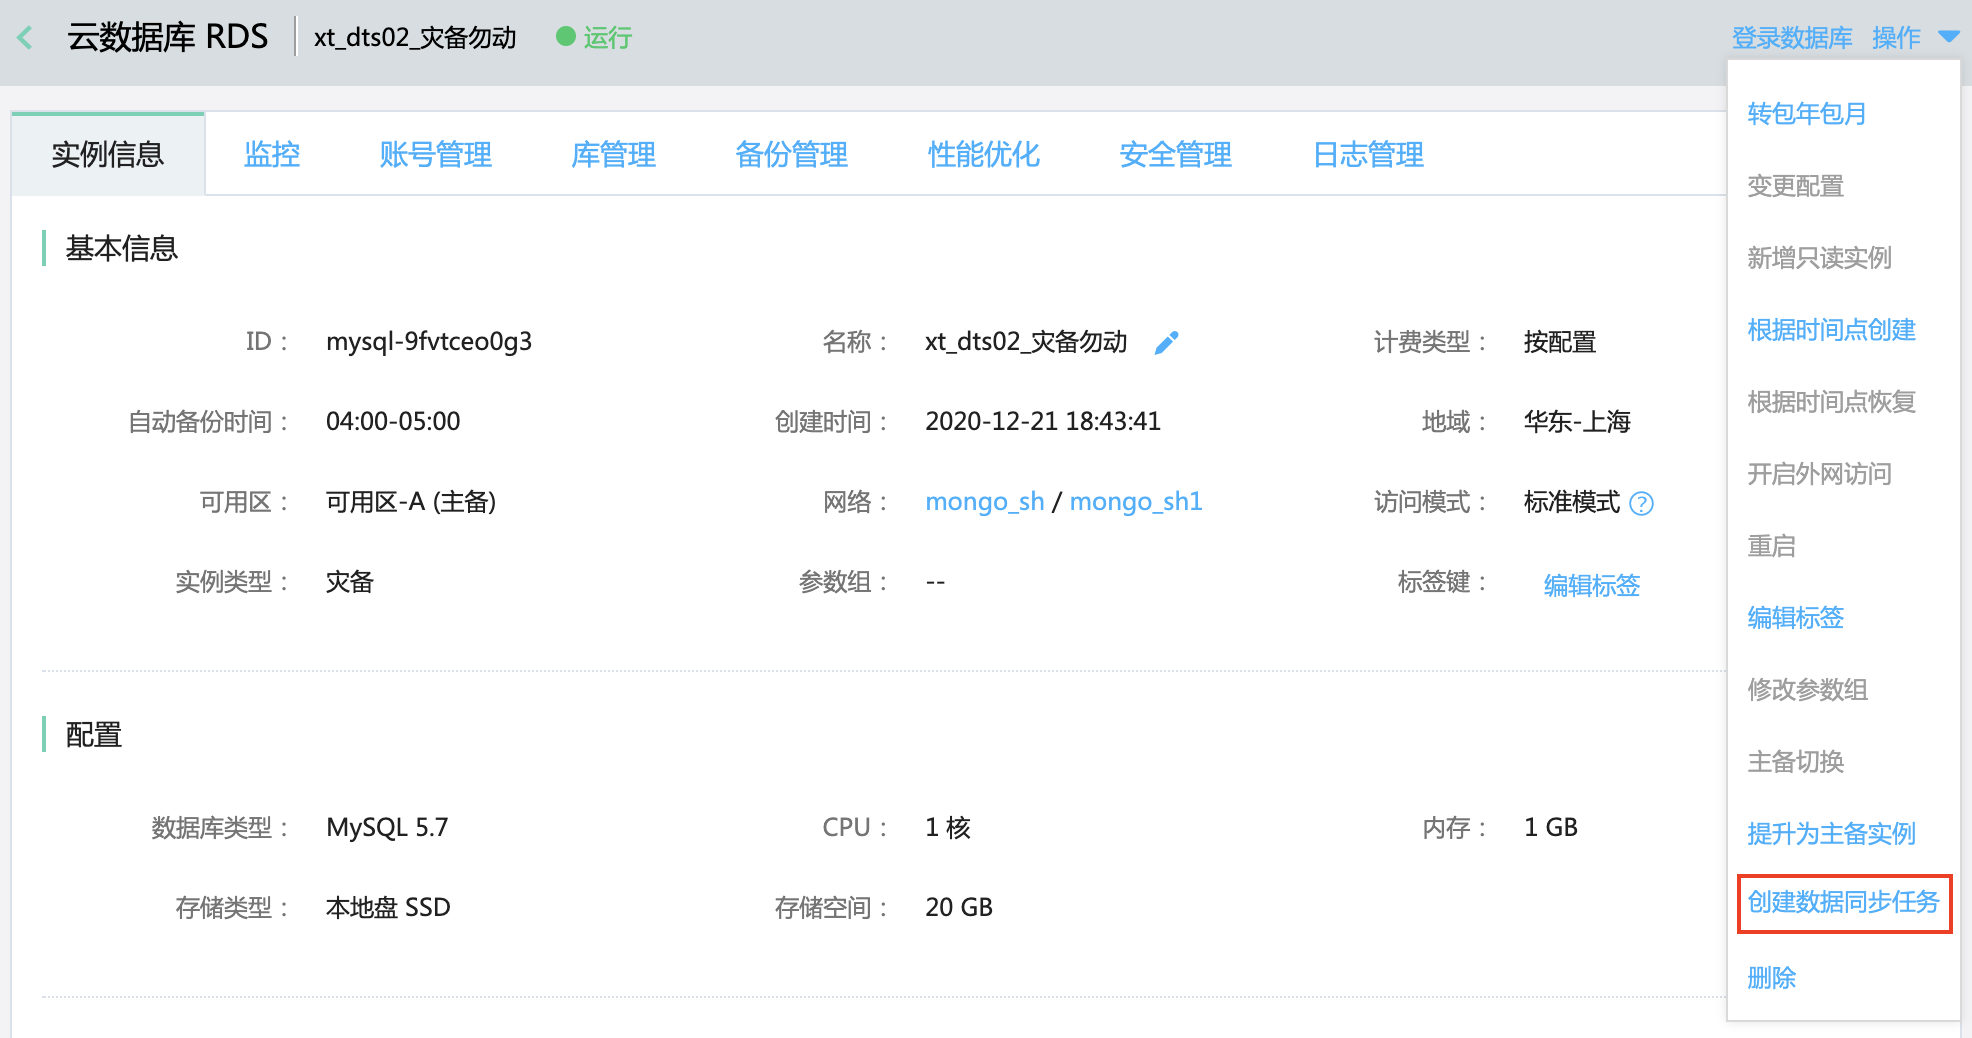 云数据库 RDS xt_dts02_灾备勿动 运行 登录数据库 操作
实例信息 监控 账号管理 库管理 备份管理 性能优化 安全管理 日志管理
基本信息
ID： mysql-9fvtceo0g3 名称： xt_dts02_灾备勿动 计费类型： 按配置
自动备份时间： 04:00-05:00 创建时间： 2020-12-21 18:43:41 地域： 华东-上海
可用区： 可用区-A (主备) 网络： mongo_sh / mongo_sh1 访问模式： 标准模式 ?
实例类型： 灾备 参数组： -- 标签键： 编辑标签
配置
数据库类型： MySQL 5.7 CPU： 1 核 内存： 1 GB
存储类型： 本地盘 SSD 存储空间： 20 GB
转包年包月
变更配置
新增只读实例
根据时间点创建
根据时间点恢复
开启外网访问
重启
编辑标签
修改参数组
主备切换
提升为主备实例
创建数据同步任务
删除